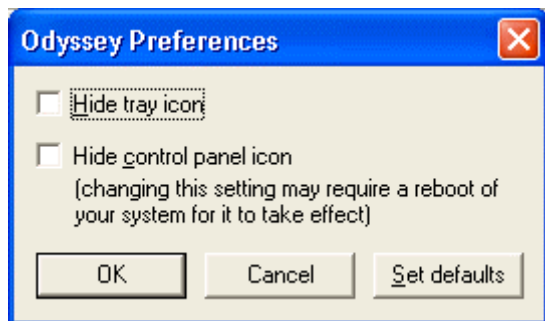 Odyssey Preferences
Hide tray icon
Hide control panel icon
(changing this setting may require a reboot of
your system for it to take effect)
OK Cancel Set defaults